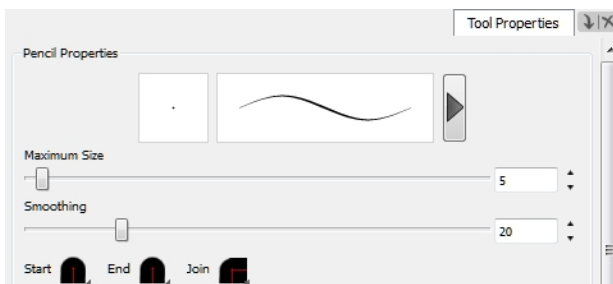 Tool Properties
Pencil Properties
Maximum Size
5
Smoothing
20
Start End Join